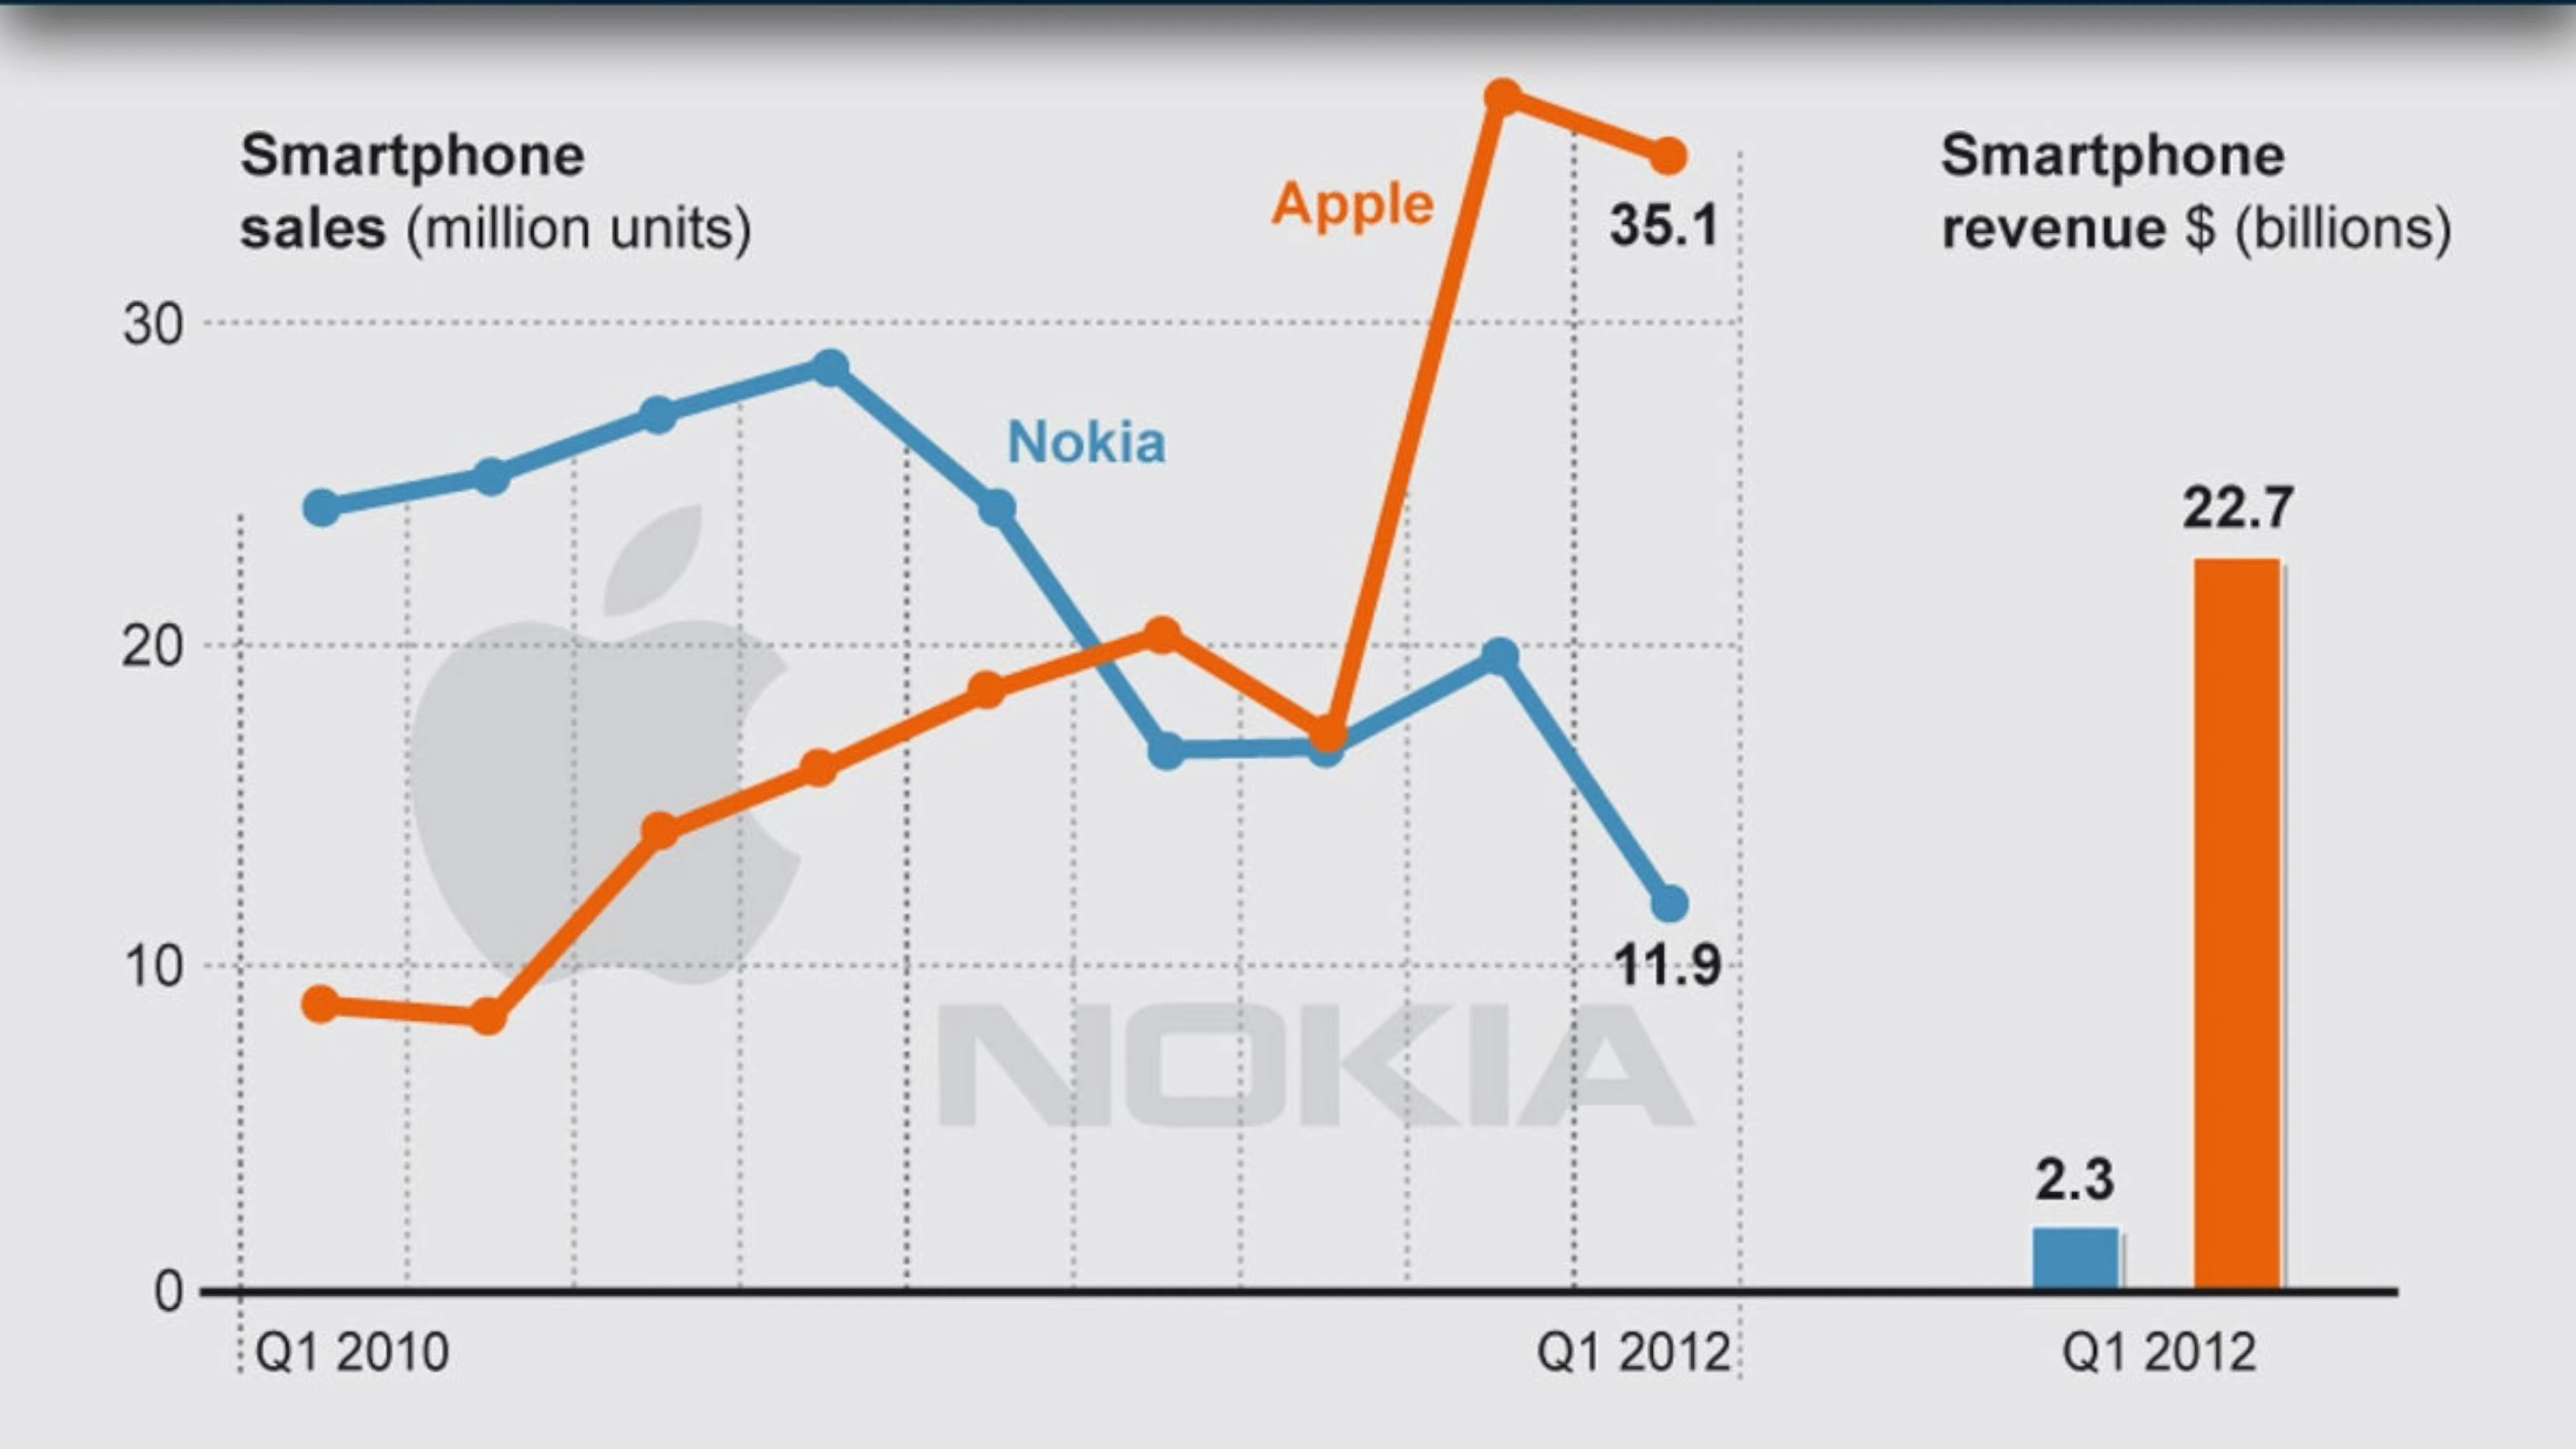 Smartphone
sales (million units)
30
20
10
0
Apple
35.1
Nokia
11.9
NOKIA
Q1 2010
Q1 2012
Smartphone
revenue $ (billions)
22.7
2.3
Q1 2012